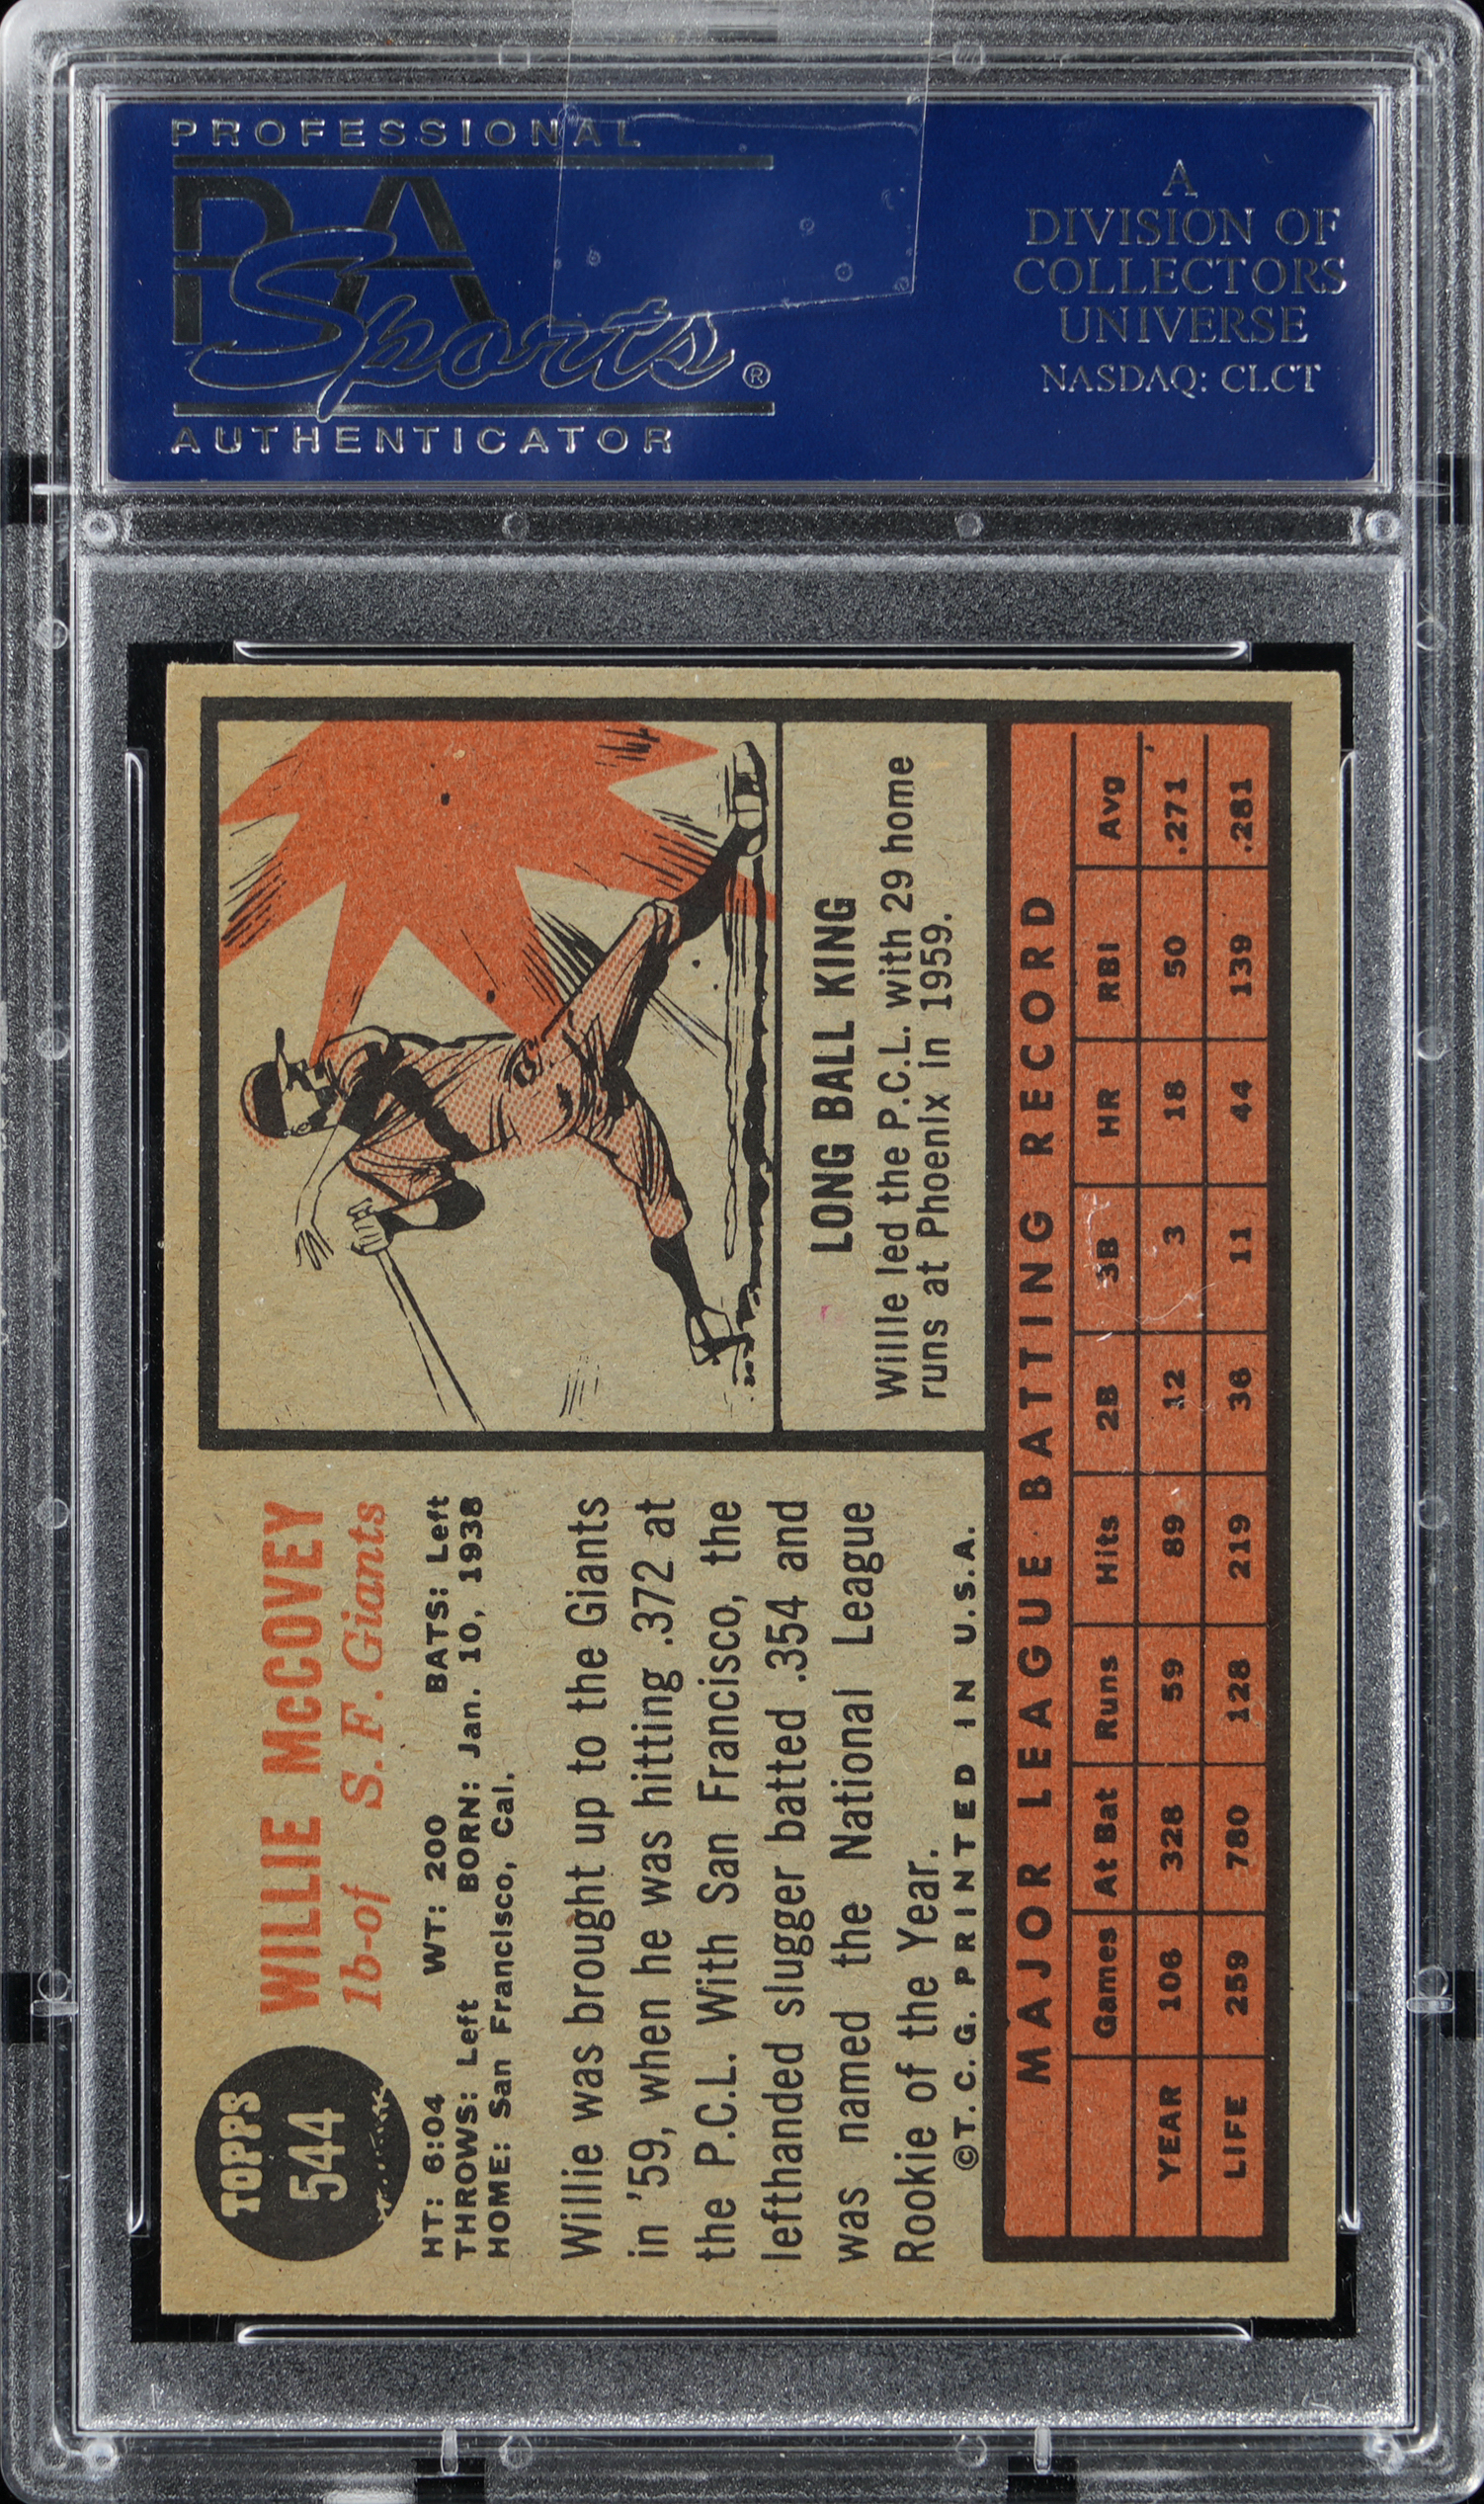 PROFESSIONAL
PSA
Sports®
AUTHENTICATOR
A
DIVISION OF
COLLECTORS
UNIVERSE
NASDAQ: CLCT
TOPPS
544
WILLIE McCOVEY
1b-of S.F. Giants
HT: 6:04 WT: 200 BATS: Left
THROWS: Left BORN: Jan. 10, 1938
HOME: San Francisco, Cal.
Willie was brought up to the Giants
in '59, when he was hitting .372 at
the P.C.L. With San Francisco, the
lefthanded slugger batted .354 and
was named the National League
Rookie of the Year.
©T. C. G. PRINTED IN U.S.A.
LONG BALL KING
Willie led the P.C.L. with 29 home
runs at Phoenix in 1959.
MAJOR LEAGUE BATTING RECORD
Games At Bat Runs Hits 2B 3B HR RBI Avg
YEAR 106 328 59 89 12 3 18 50 .271
LIFE 259 780 128 219 36 11 44 139 .281